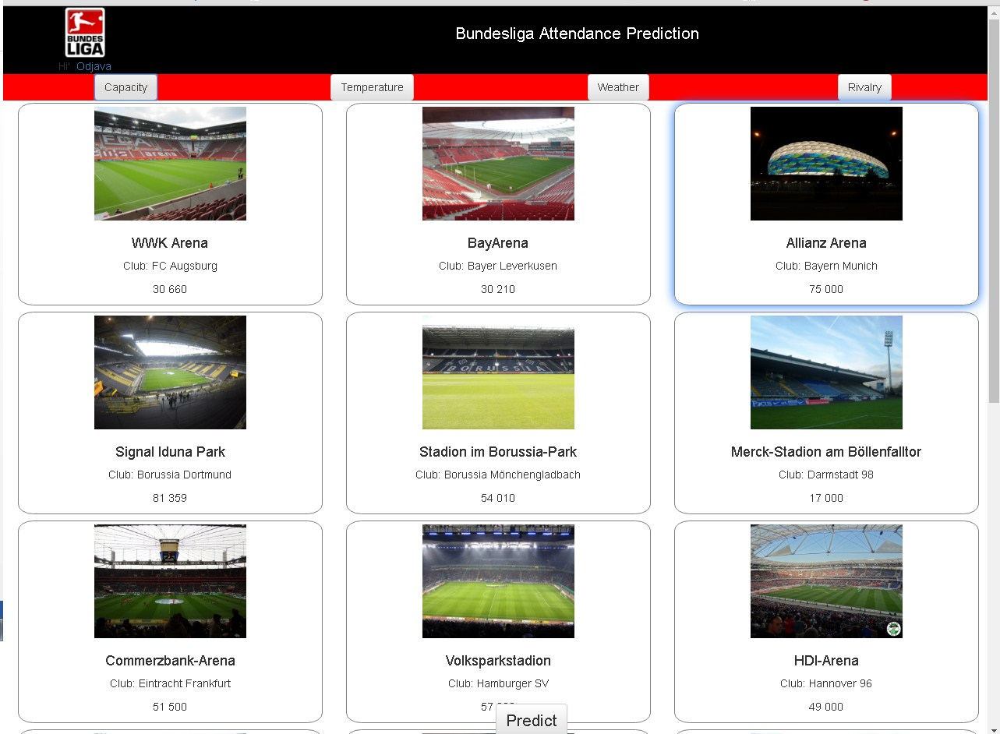 BUNDES
LIGA
Bundesliga Attendance Prediction
Hi' Odjava
Capacity
Temperature
Weather
Rivalry
FCA
WWK Arena
Club: FC Augsburg
30 660
BayArena
Club: Bayer Leverkusen
30 210
Allianz Arena
Club: Bayern Munich
75 000
BORUSSIA
Signal Iduna Park
Club: Borussia Dortmund
81 359
Stadion im Borussia-Park
Club: Borussia Mönchengladbach
54 010
Merck-Stadion am Böllenfalltor
Club: Darmstadt 98
17 000
Commerzbank-Arena
Club: Eintracht Frankfurt
51 500
Volksparkstadion
Club: Hamburger SV
57
HDI-Arena
Club: Hannover 96
49 000
Predict